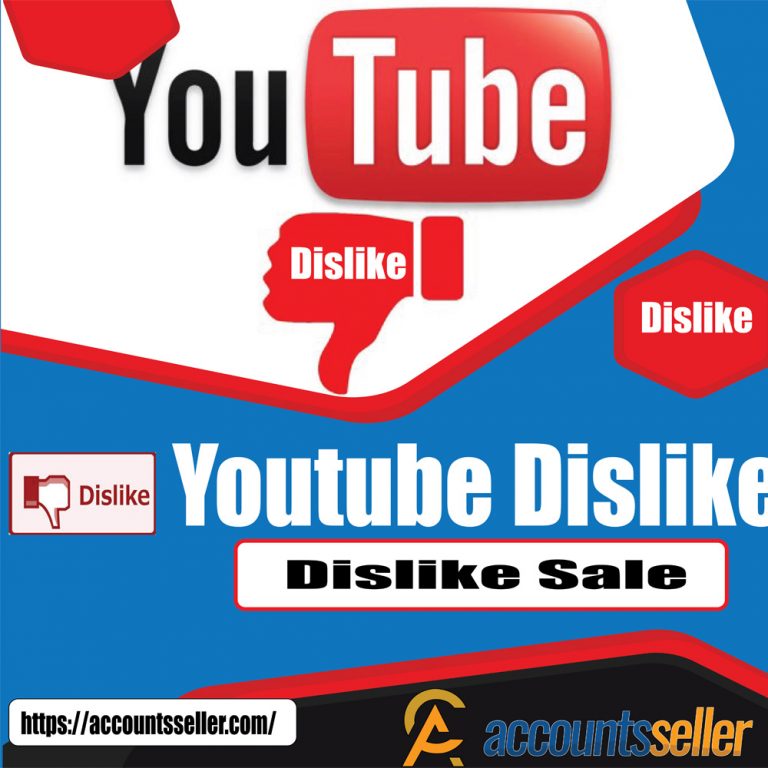 YouTube
Dislike
Dislike
Dislike
Youtube Dislike
Dislike Sale
https://accountsseller.com/
accountsseller